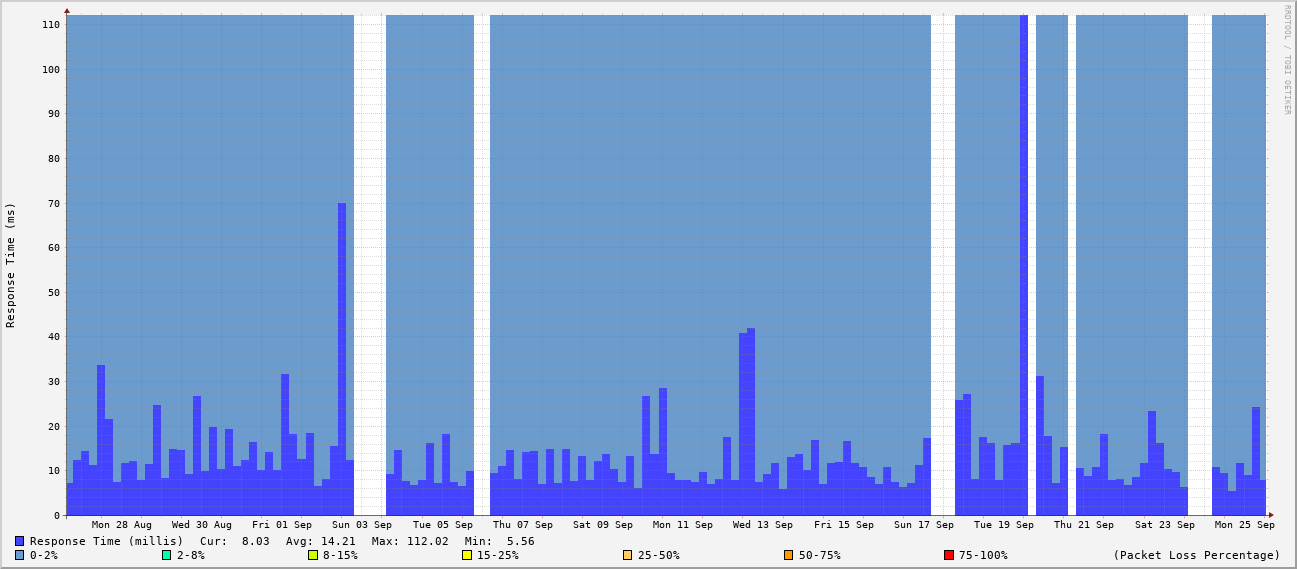 RRDTOOL / TOBI OETIKER
Response Time (ms)
110
100
90
80
70
60
50
40
30
20
10
0
Mon 28 Aug Wed 30 Aug Fri 01 Sep Sun 03 Sep Tue 05 Sep Thu 07 Sep Sat 09 Sep Mon 11 Sep Wed 13 Sep Fri 15 Sep Sun 17 Sep Tue 19 Sep Thu 21 Sep Sat 23 Sep Mon 25 Sep
Response Time (millis) Cur: 8.03 Avg: 14.21 Max: 112.02 Min: 5.56
0-2% 2-8% 8-15% 15-25% 25-50% 50-75% 75-100% (Packet Loss Percentage)